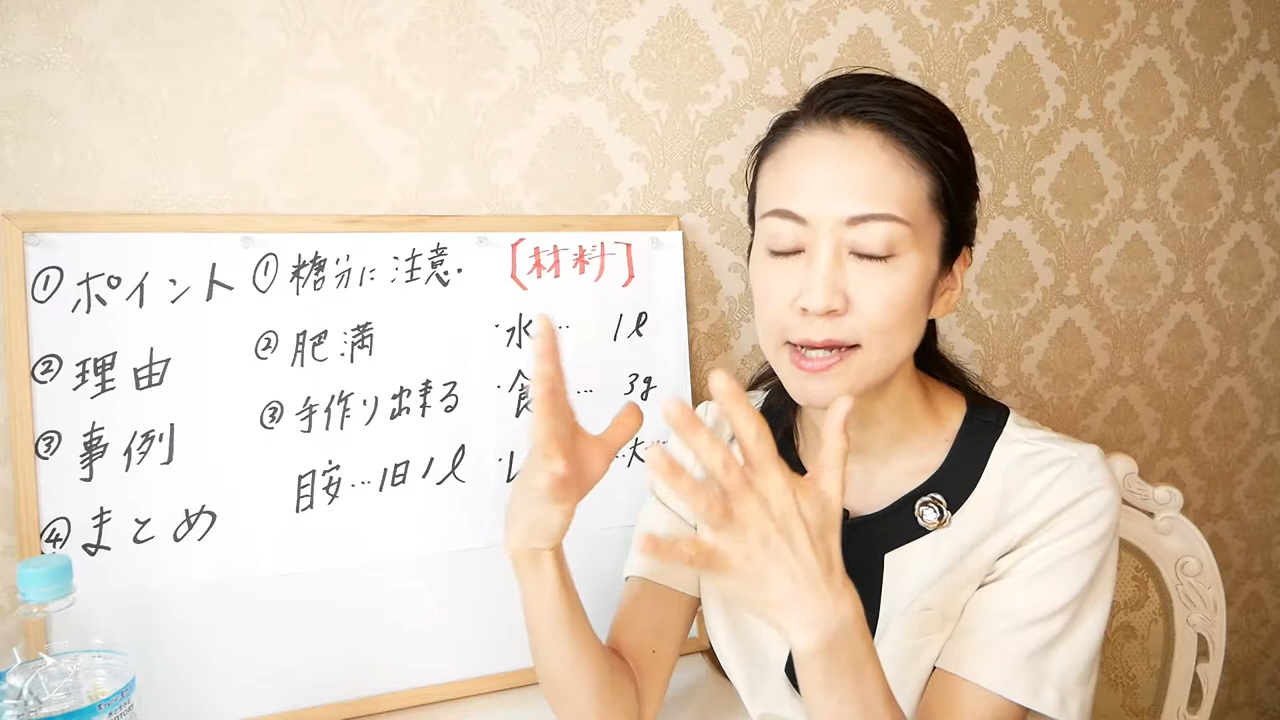 ① ポイント
② 理由
③ 事例
④ まとめ
① 糖分に注意.
② 肥満
③ 手作り出来る
目安…1日1ℓ
[材料]
・水… 1ℓ
・食 … 3g
・レ …大